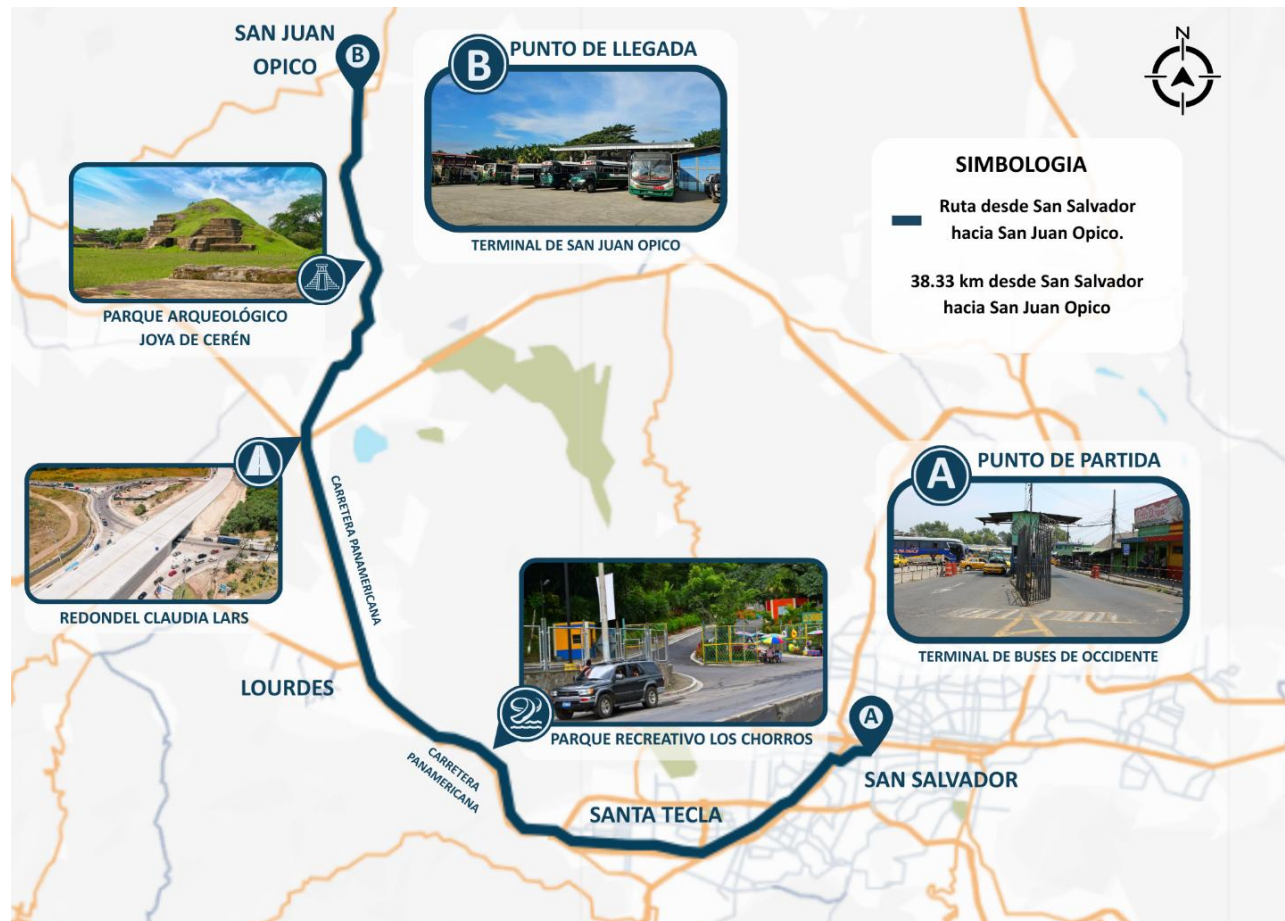 SAN JUAN
OPICO
B
B
PUNTO DE LLEGADA
TERMINAL DE SAN JUAN OPICO
N
SIMBOLOGIA
Ruta desde San Salvador
hacia San Juan Opico.
38.33 km desde San Salvador
hacia San Juan Opico
PARQUE ARQUEOLÓGICO
JOYA DE CERÉN
REDONDEL CLAUDIA LARS
CARRETERA PANAMERICANA
A
PUNTO DE PARTIDA
TERMINAL DE BUSES DE OCCIDENTE
LOURDES
PARQUE RECREATIVO LOS CHORROS
CARRETERA
PANAMERICANA
A
SAN SALVADOR
SANTA TECLA